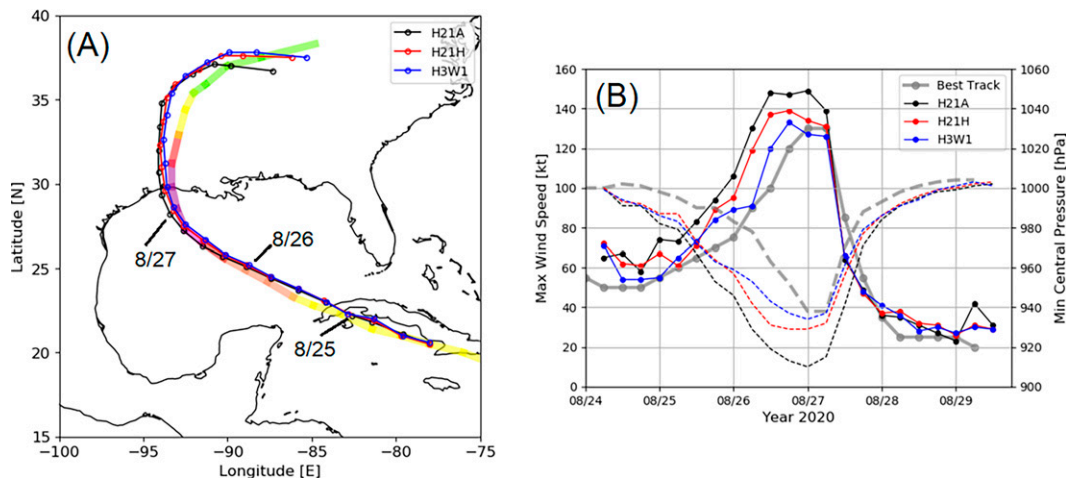 (A)
H21A
H21H
H3W1
40
35
30
25
20
15
Latitude [N]
8/27
8/26
8/25
−100
−95
−90
−85
−80
−75
Longitude [E]
(B)
Best Track
H21A
H21H
H3W1
160
140
120
100
80
60
40
20
0
Max Wind Speed [kt]
1060
1040
1020
1000
980
960
940
920
900
Min Central Pressure [hPa]
08/24
08/25
08/26
08/27
08/28
08/29
Year 2020